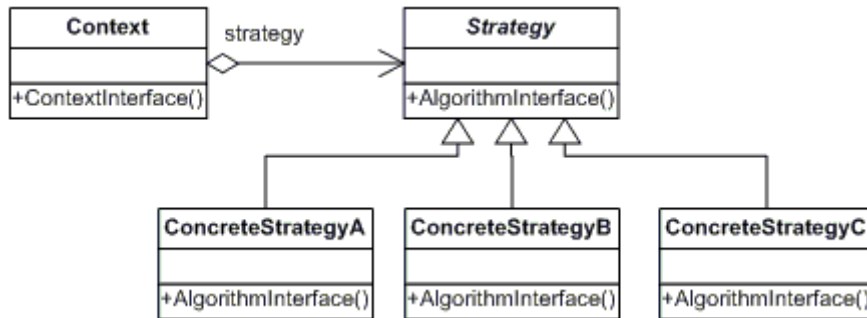 Context
strategy
Strategy
+ContextInterface()
+AlgorithmInterface()
ConcreteStrategyA
ConcreteStrategyB
ConcreteStrategyC
+AlgorithmInterface()
+AlgorithmInterface()
+AlgorithmInterface()